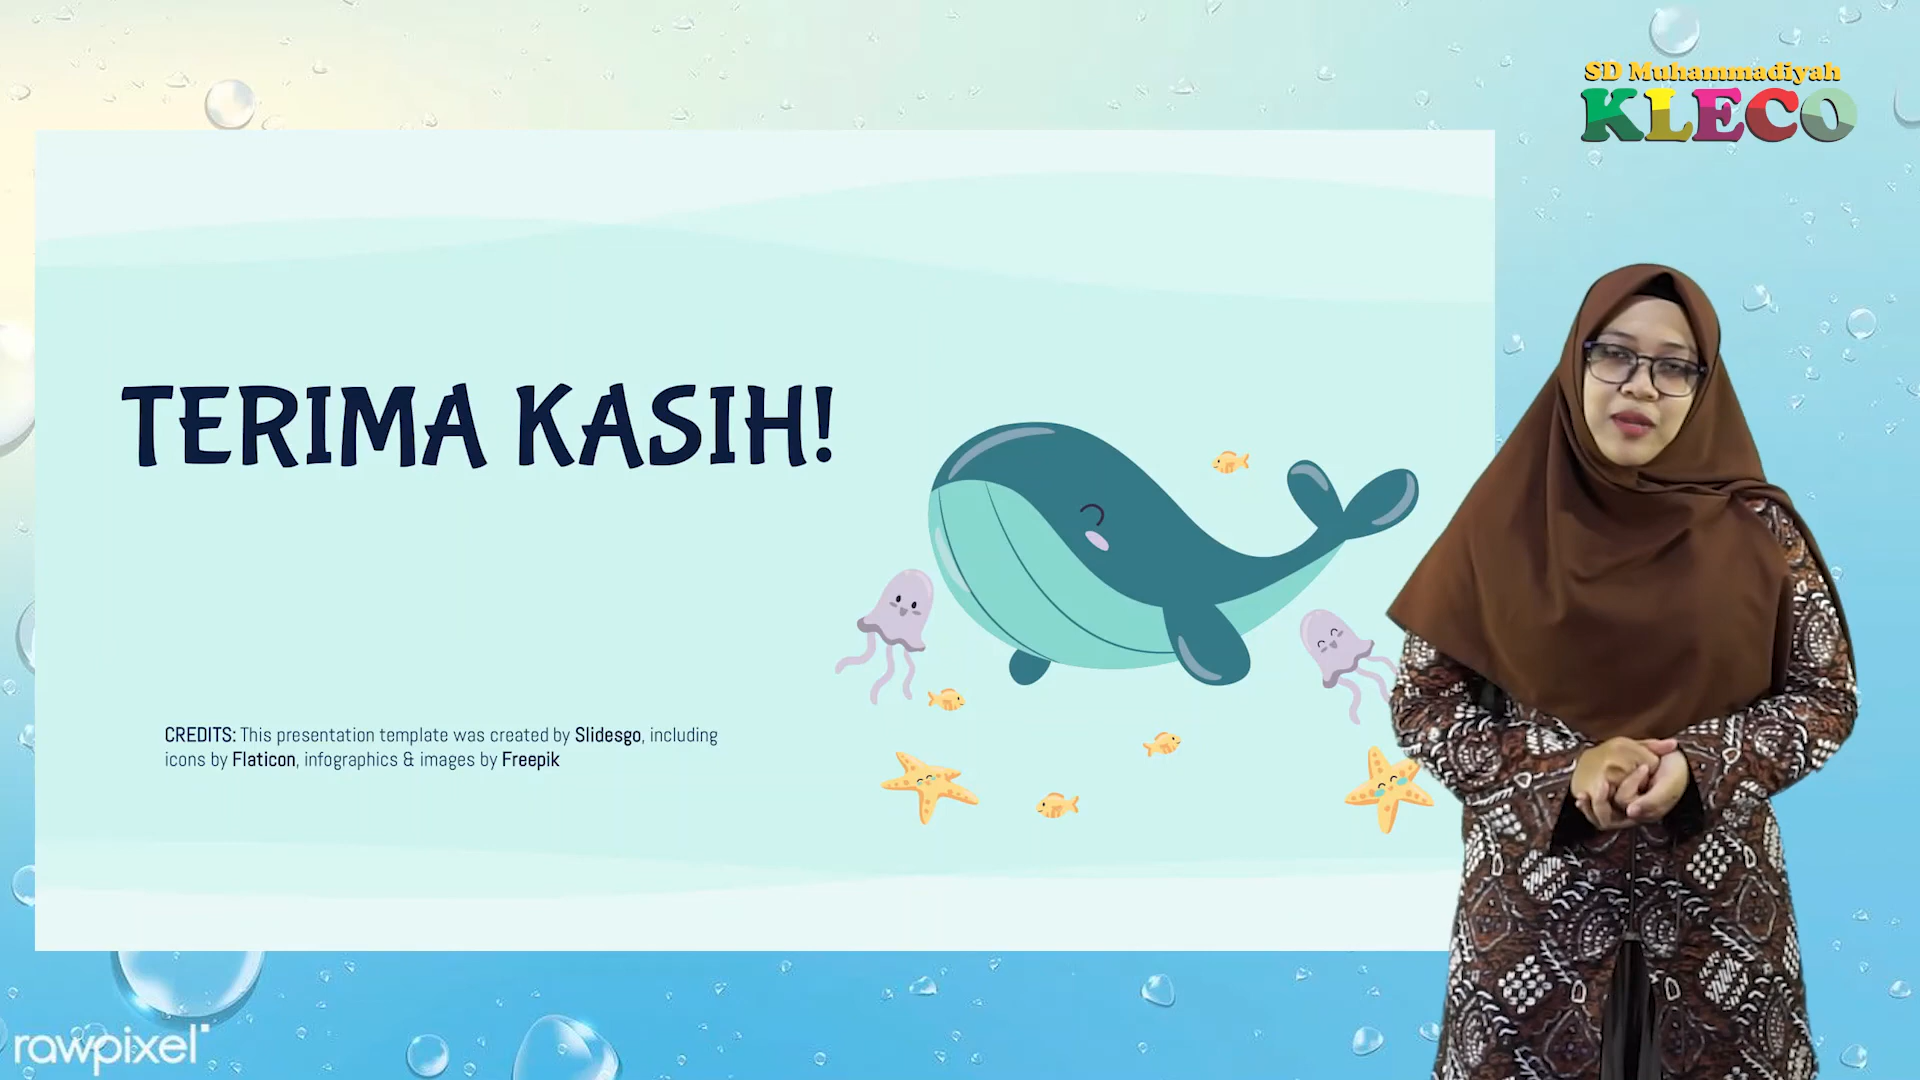 SD Muhammadiyah
KLECO
TERIMA KASIH!
CREDITS: This presentation template was created by Slidesgo, including
icons by Flaticon, infographics & images by Freepik
rawpixel